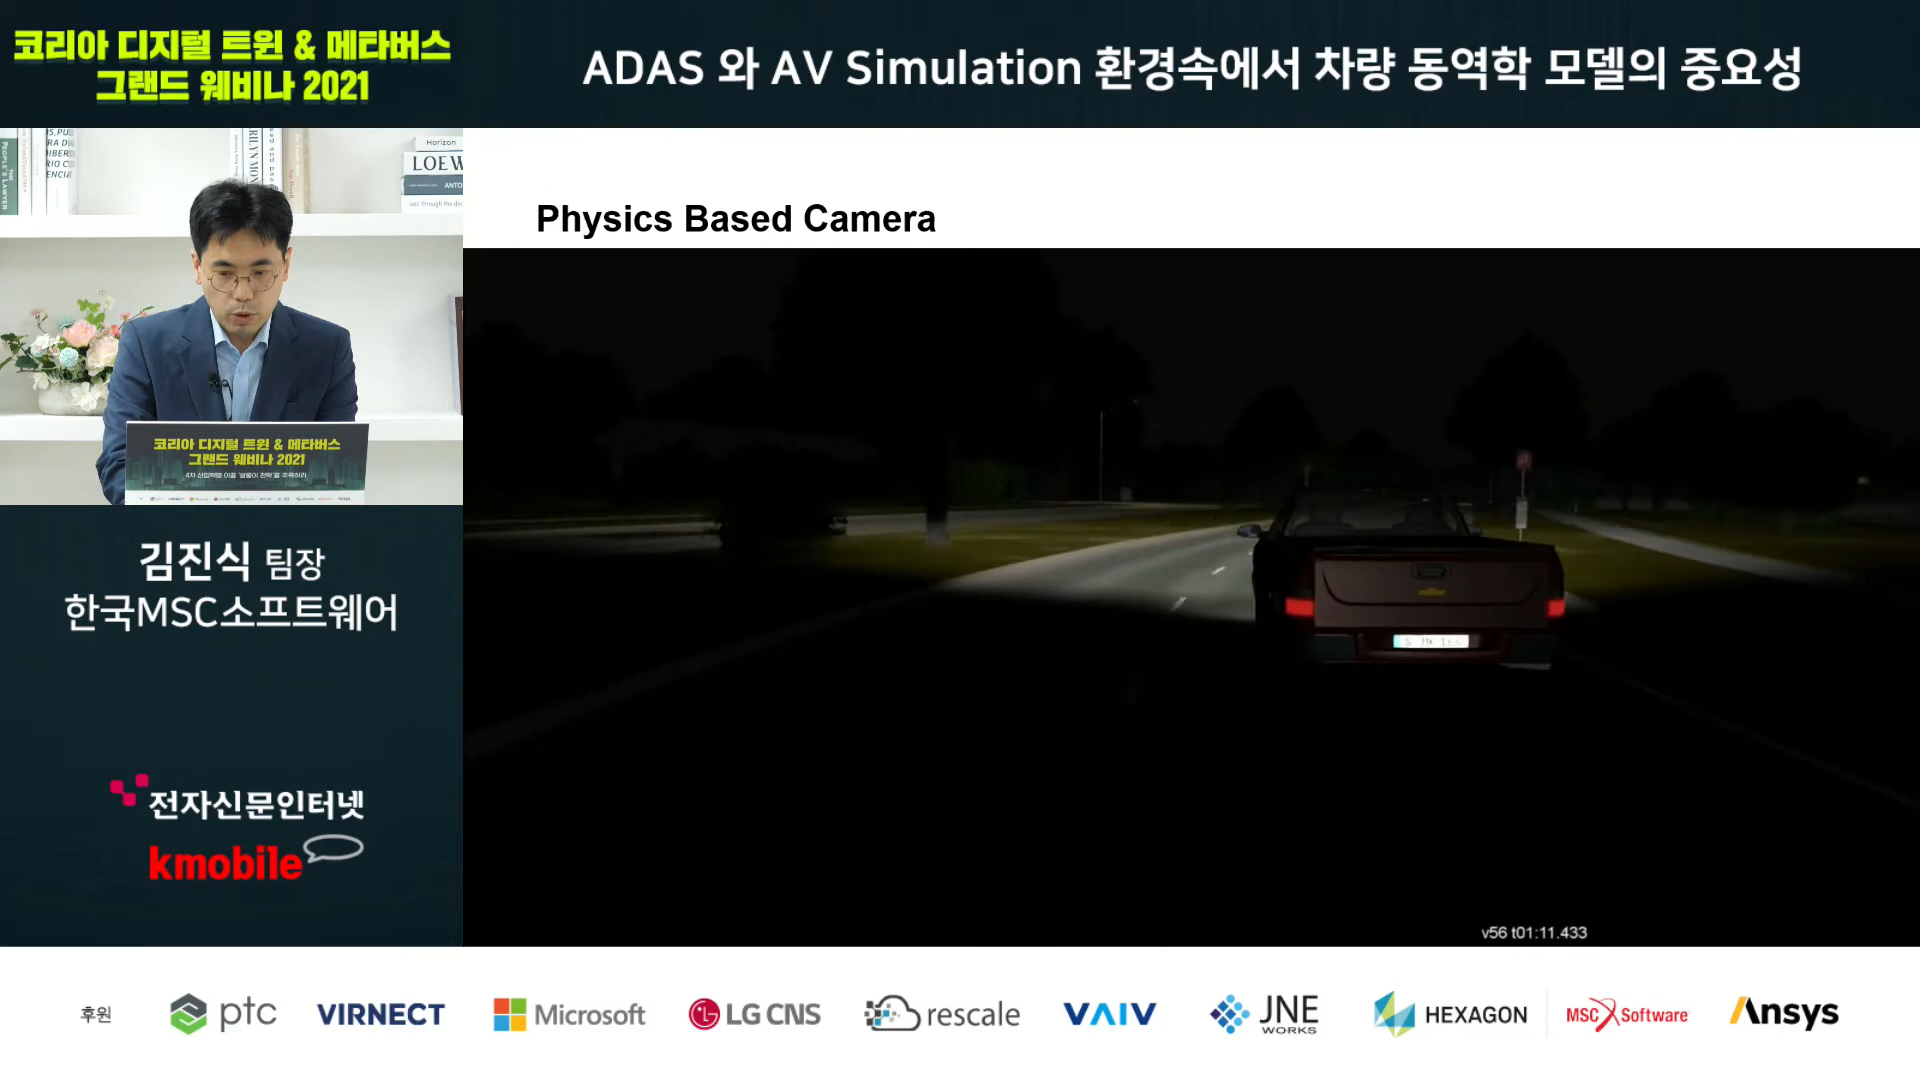 코리아 디지털 트윈 & 메타버스
그랜드 웨비나 2021
ADAS 와 AV Simulation 환경속에서 차량 동역학 모델의 중요성
Horizon
LOEW
ANTO
PEOPLE'S LAWYER
Physics Based Camera
코리아 디지털 트윈 & 메타버스
그랜드 웨비나 2021
김진식 팀장
한국MSC소프트웨어
전자신문인터넷
kmobile
v56 t01:11.433
후원
ptc
VIRNECT
Microsoft
LG CNS
rescale
VAIV
JNE
WORKS
HEXAGON
MSC Software
Ansys